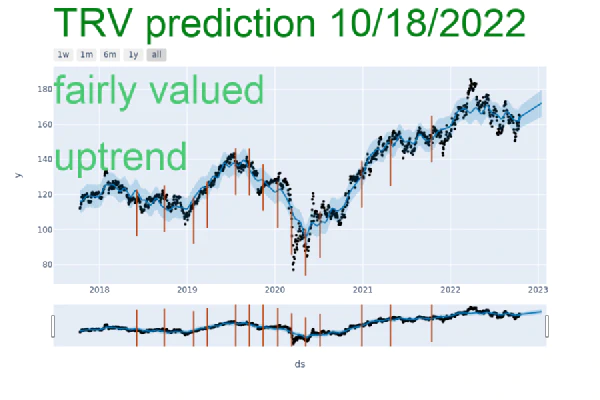 TRV prediction 10/18/2022
1w 1m 6m 1y all
fairly valued
uptrend
180
160
140
120
100
80
y
2018 2019 2020 2021 2022 2023
ds